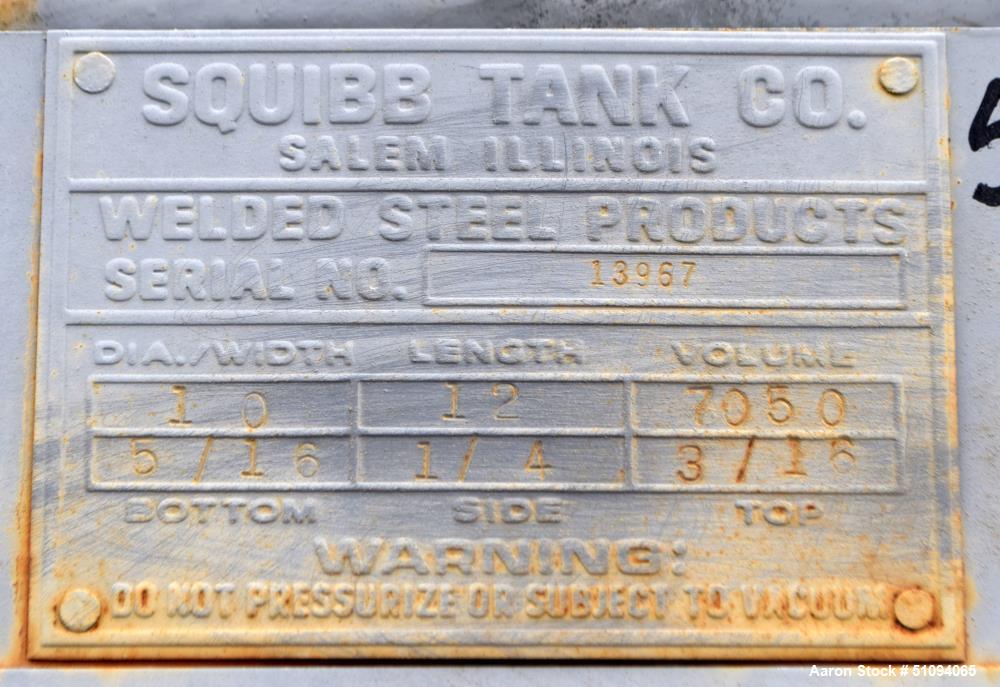 SQUIBB TANK CO.
SALEM ILLINOIS
WELDED STEEL PRODUCTS
SERIAL NO. 13967
DIA./WIDTH LENGTH VOLUME
10 12 7050
5/16 1/4 3/16
BOTTOM SIDE TOP
WARNING:
DO NOT PRESSURIZE OR SUBJECT TO VACUUM
5
Aaron Stock # 51094065